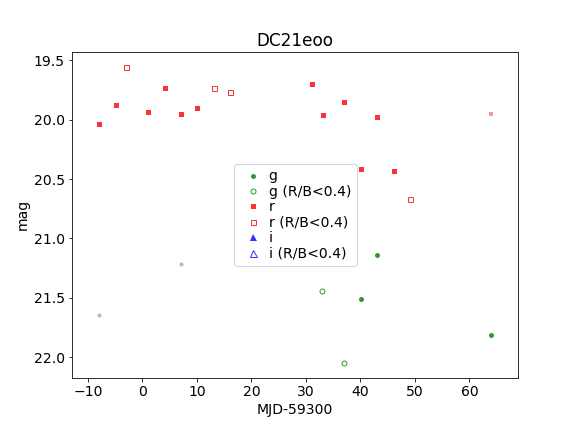 DC21eoo
19.5
20.0
20.5
21.0
21.5
22.0
mag
g
g (R/B<0.4)
r
r (R/B<0.4)
i
i (R/B<0.4)
−10
0
10
20
30
40
50
60
MJD-59300